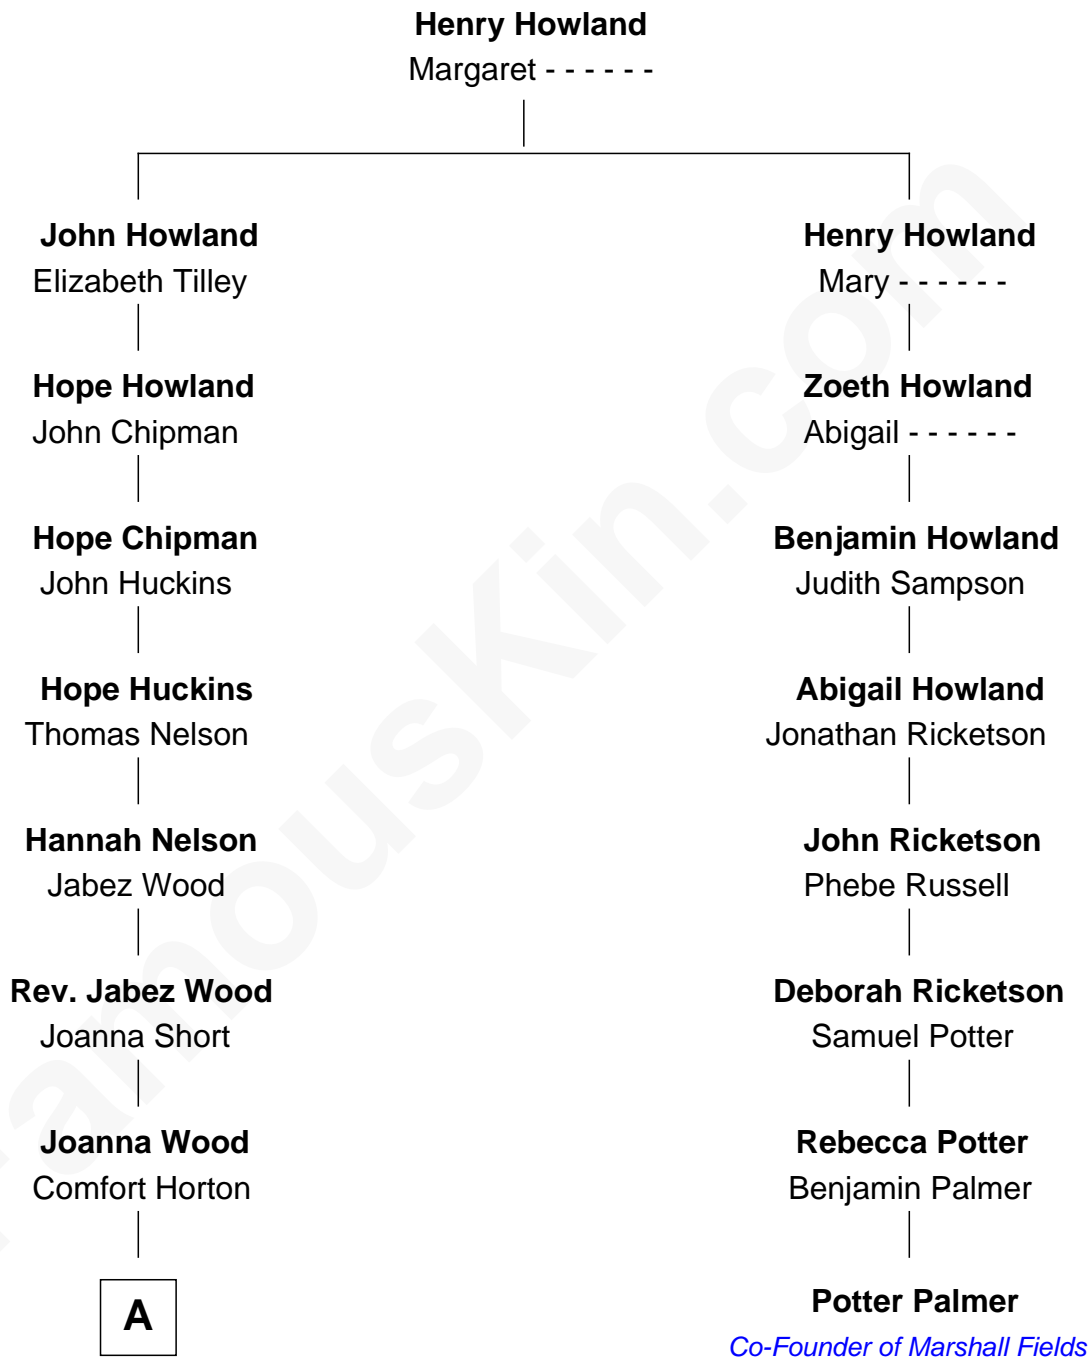 Henry Howland
Margaret - - - - - -
John Howland
Elizabeth Tilley
Henry Howland
Mary - - - - - -
Hope Howland
John Chipman
Zoeth Howland
Abigail - - - - - -
Hope Chipman
John Huckins
Benjamin Howland
Judith Sampson
Hope Huckins
Thomas Nelson
Abigail Howland
Jonathan Ricketson
Hannah Nelson
Jabez Wood
John Ricketson
Phebe Russell
Rev. Jabez Wood
Joanna Short
Deborah Ricketson
Samuel Potter
Joanna Wood
Comfort Horton
Rebecca Potter
Benjamin Palmer
A
Potter Palmer
Co-Founder of Marshall Fields
FamousKin.com